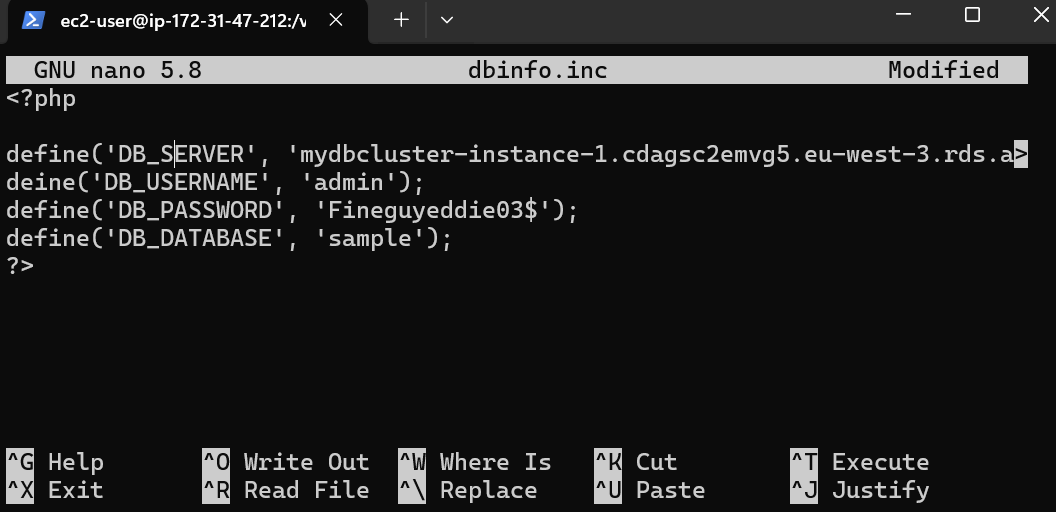 ec2-user@ip-172-31-47-212:/v
GNU nano 5.8 dbinfo.inc Modified
<?php
define('DB_SERVER', 'mydbcluster-instance-1.cdagsc2emvg5.eu-west-3.rds.a>
deine('DB_USERNAME', 'admin');
define('DB_PASSWORD', 'Fineguyeddie03$');
define('DB_DATABASE', 'sample');
?>
^G Help ^O Write Out ^W Where Is ^K Cut ^T Execute
^X Exit ^R Read File ^\ Replace ^U Paste ^J Justify